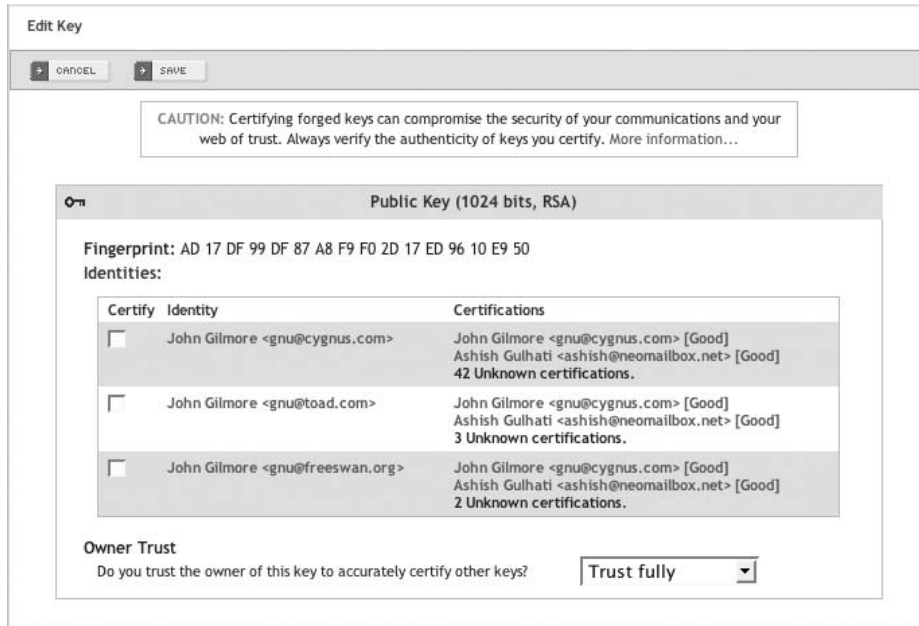 Edit Key
CANCEL SAVE
CAUTION: Certifying forged keys can compromise the security of your communications and your
web of trust. Always verify the authenticity of keys you certify. More information...
Public Key (1024 bits, RSA)
Fingerprint: AD 17 DF 99 DF 87 A8 F9 F0 2D 17 ED 96 10 E9 50
Identities:
Certify Identity Certifications
John Gilmore <gnu@cygnus.com> John Gilmore <gnu@cygnus.com> [Good]
Ashish Gulhati <ashish@neomailbox.net> [Good]
42 Unknown certifications.
John Gilmore <gnu@toad.com> John Gilmore <gnu@cygnus.com> [Good]
Ashish Gulhati <ashish@neomailbox.net> [Good]
3 Unknown certifications.
John Gilmore <gnu@freeswan.org> John Gilmore <gnu@cygnus.com> [Good]
Ashish Gulhati <ashish@neomailbox.net> [Good]
2 Unknown certifications.
Owner Trust
Do you trust the owner of this key to accurately certify other keys? Trust fully